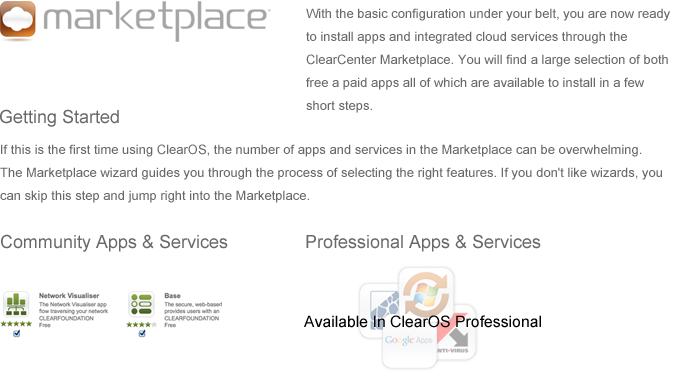 marketplace
With the basic configuration under your belt, you are now ready
to install apps and integrated cloud services through the
ClearCenter Marketplace. You will find a large selection of both
free a paid apps all of which are available to install in a few
short steps.
Getting Started
If this is the first time using ClearOS, the number of apps and services in the Marketplace can be overwhelming.
The Marketplace wizard guides you through the process of selecting the right features. If you don't like wizards, you
can skip this step and jump right into the Marketplace.
Community Apps & Services
Network Visualiser
The Network Visualiser app
flow traversing your network
CLEARFOUNDATION
Free
Base
The secure, web-based
provides users with an
CLEARFOUNDATION
Free
Professional Apps & Services
Available In ClearOS Professional
Google Apps
ANTI-VIRUS